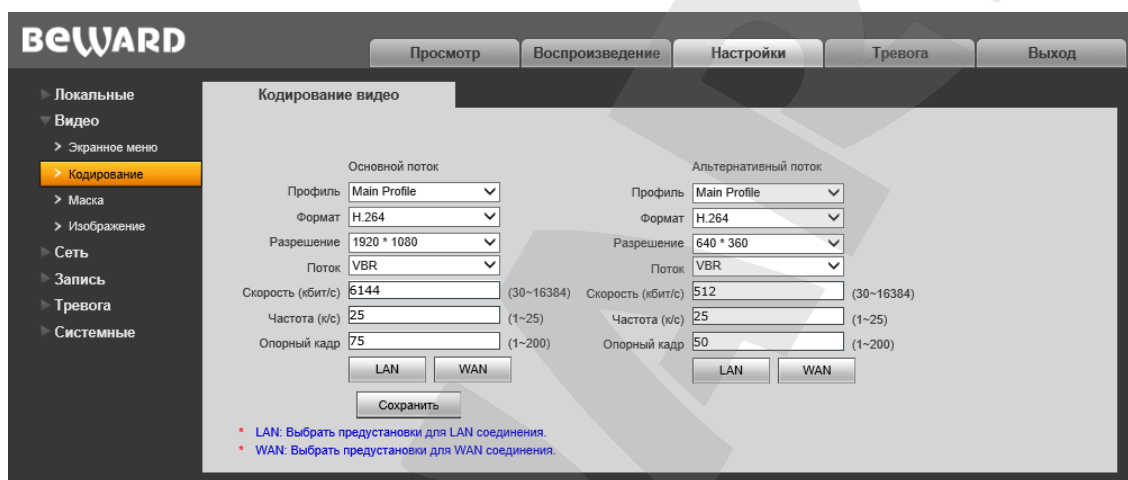 BEWARD
Просмотр Воспроизведение Настройки Тревога Выход
Локальные
Видео
> Экранное меню
> Кодирование
> Маска
> Изображение
Сеть
Запись
Тревога
Системные
Кодирование видео
Основной поток
Профиль Main Profile
Формат H.264
Разрешение 1920 * 1080
Поток VBR
Скорость (кбит/с) 6144 (30~16384)
Частота (к/с) 25 (1~25)
Опорный кадр 75 (1~200)
LAN WAN
Альтернативный поток
Профиль Main Profile
Формат H.264
Разрешение 640 * 360
Поток VBR
Скорость (кбит/с) 512 (30~16384)
Частота (к/с) 25 (1~25)
Опорный кадр 50 (1~200)
LAN WAN
Сохранить
* LAN: Выбрать предустановки для LAN соединения.
* WAN: Выбрать предустановки для WAN соединения.